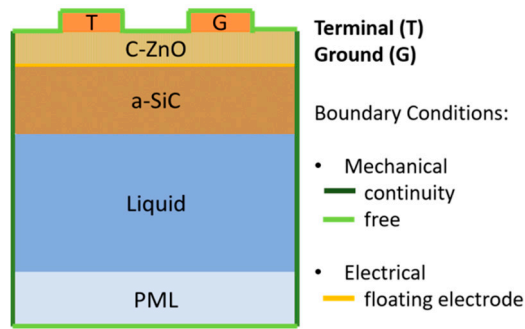 T
G
C-ZnO
a-SiC
Liquid
PML
Terminal (T)
Ground (G)
Boundary Conditions:
• Mechanical
continuity
free
• Electrical
floating electrode